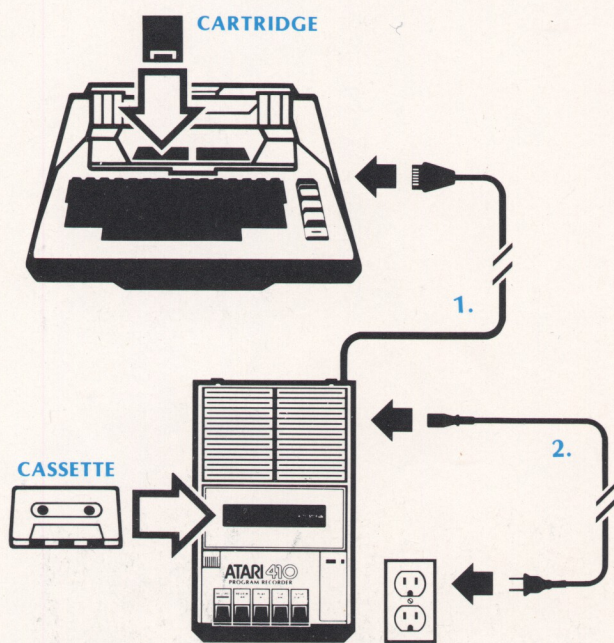 CARTRIDGE
1.
2.
CASSETTE
ATARI 410
PROGRAM RECORDER